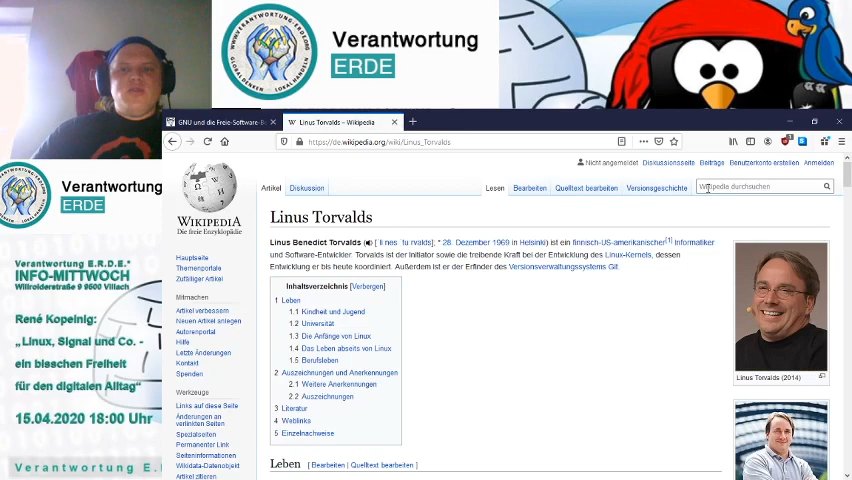 WWW.VERANTWORTUNG-ERDE.ORG
GLOBAL DENKEN LOKAL HANDELN
Verantwortung
ERDE
Verantwortung
ERDE
Verantwortung E.R.D.E.*
INFO-MITTWOCH
Willroiderstraße 9 9500 Villach
René Kopeinig:
„Linux, Signal und Co. -
ein bisschen Freiheit
für den digitalen Alltag“
15.04.2020 18:00 Uhr
Verantwortung E.
GNU und die Freie-Software-B
Linus Torvalds – Wikipedia
https://de.wikipedia.org/wiki/Linus_Torvalds
Nicht angemeldet Diskussionsseite Beiträge Benutzerkonto erstellen Anmelden
Artikel Diskussion Lesen Bearbeiten Quelltext bearbeiten Versionsgeschichte Wikipedia durchsuchen
WIKIPEDIA
Die freie Enzyklopädie
Hauptseite
Themenportale
Zufälliger Artikel
Mitmachen
Artikel verbessern
Neuen Artikel anlegen
Autorenportal
Hilfe
Letzte Änderungen
Kontakt
Spenden
Werkzeuge
Links auf diese Seite
Änderungen an
verlinkten Seiten
Spezialseiten
Permanenter Link
Seiteninformationen
Wikidata-Datenobjekt
Artikel zitieren
Linus Torvalds
Linus Benedict Torvalds
* 28. Dezember 1969 in Helsinki) ist ein finnisch-US-amerikanischer[1] Informatiker
und Software-Entwickler. Torvalds ist der Initiator sowie die treibende Kraft bei der Entwicklung des Linux-Kernels, dessen
Entwicklung er bis heute koordiniert. Außerdem ist er der Erfinder des Versionsverwaltungssystems Git.
Inhaltsverzeichnis [Verbergen]
1 Leben
1.1 Kindheit und Jugend
1.2 Universität
1.3 Die Anfänge von Linux
1.4 Das Leben abseits von Linux
1.5 Berufsleben
2 Auszeichnungen und Anerkennungen
2.1 Weitere Anerkennungen
2.2 Auszeichnungen
3 Literatur
4 Weblinks
5 Einzelnachweise
Leben [ Bearbeiten | Quelltext bearbeiten ]
Linus Torvalds (2014)